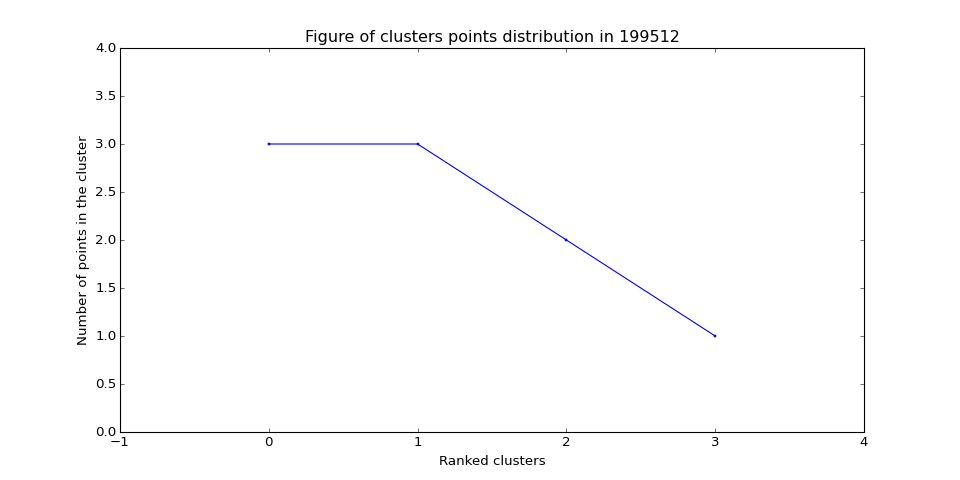 Figure of clusters points distribution in 199512
4.0
3.5
3.0
2.5
2.0
1.5
1.0
0.5
0.0
Number of points in the cluster
−1 0 1 2 3 4
Ranked clusters